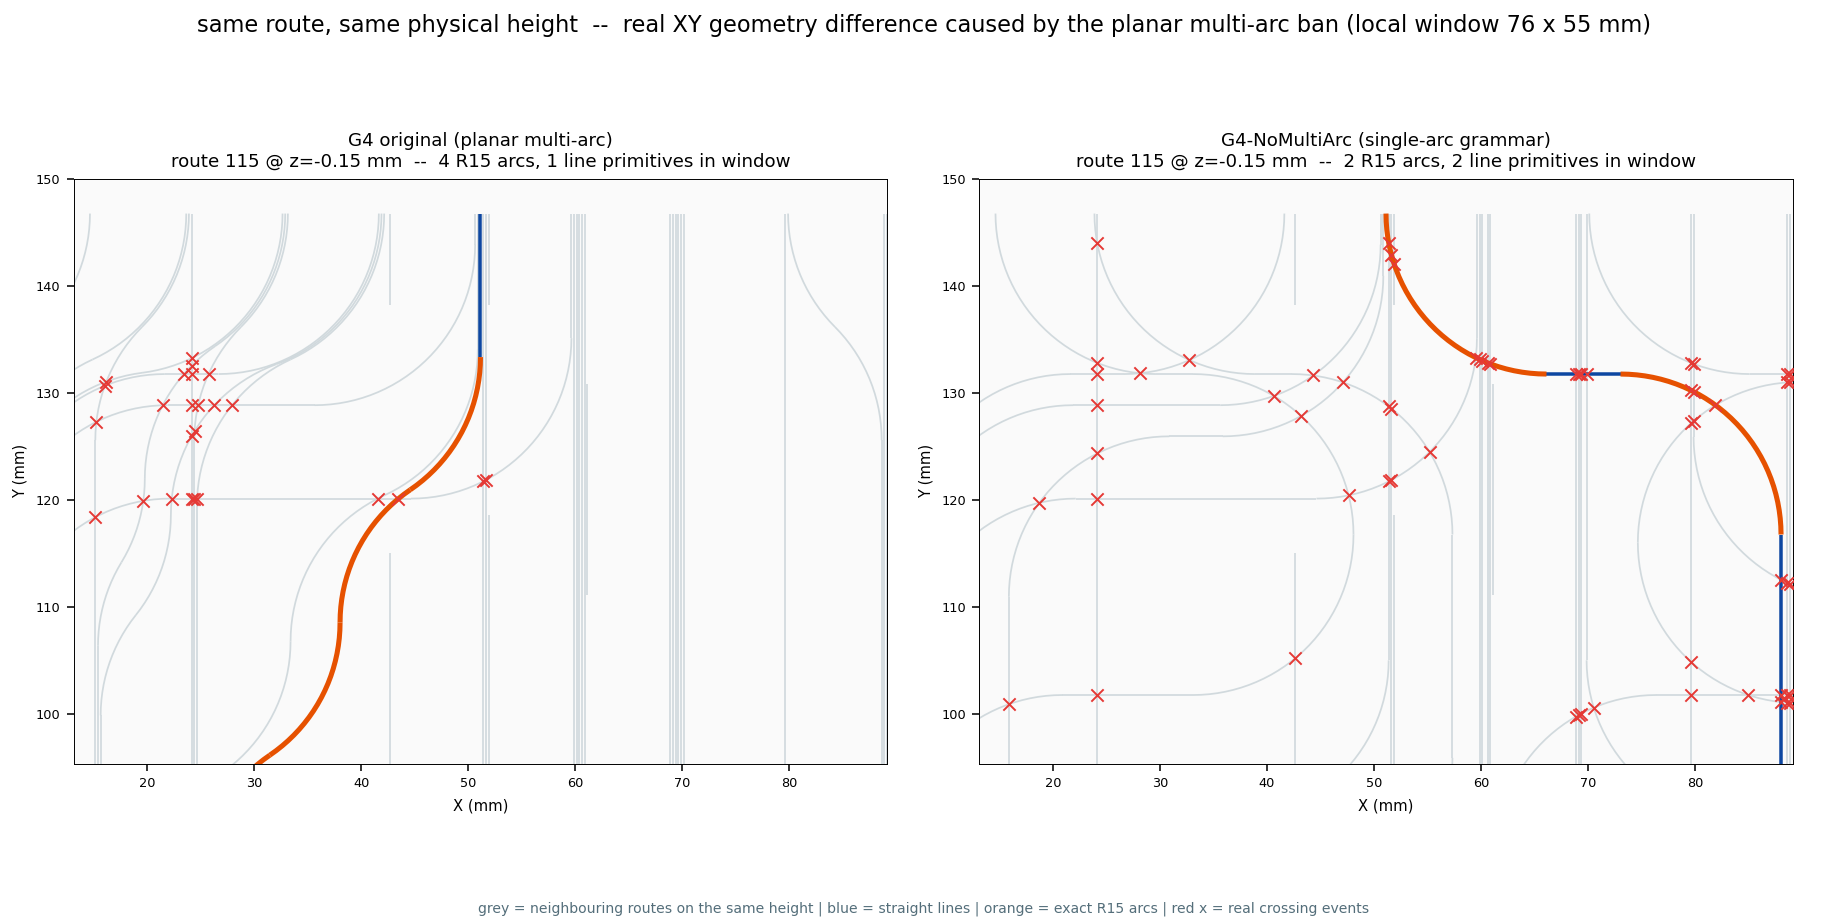 same route, same physical height  --  real XY geometry difference caused by the planar multi-arc ban (local window 76 x 55 mm)
G4 original (planar multi-arc)
route 115 @ z=-0.15 mm  --  4 R15 arcs, 1 line primitives in window
150
140
130
120
110
100
Y (mm)
20
30
40
50
60
70
80
X (mm)
G4-NoMultiArc (single-arc grammar)
route 115 @ z=-0.15 mm  --  2 R15 arcs, 2 line primitives in window
150
140
130
120
110
100
Y (mm)
20
30
40
50
60
70
80
X (mm)
grey = neighbouring routes on the same height | blue = straight lines | orange = exact R15 arcs | red x = real crossing events